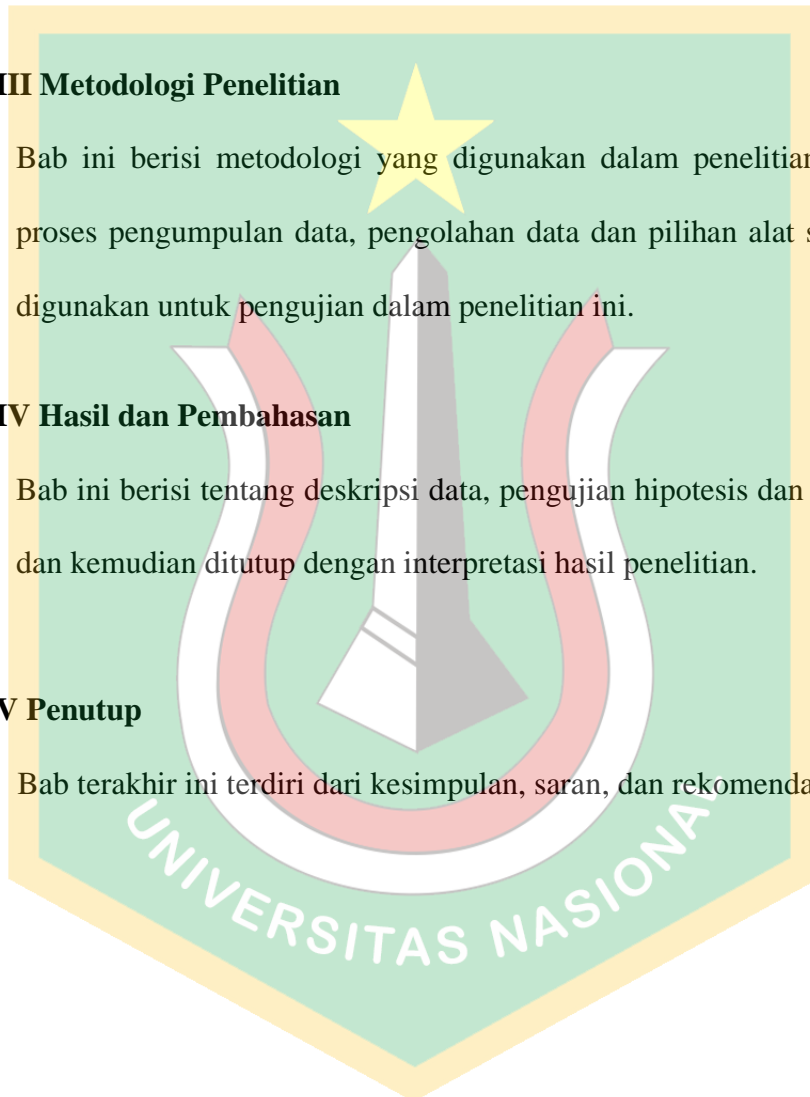 III Metodologi Penelitian
Bab ini berisi metodologi yang digunakan dalam penelitian
proses pengumpulan data, pengolahan data dan pilihan alat s
digunakan untuk pengujian dalam penelitian ini.
IV Hasil dan Pembahasan
Bab ini berisi tentang deskripsi data, pengujian hipotesis dan
dan kemudian ditutup dengan interpretasi hasil penelitian.
V Penutup
Bab terakhir ini terdiri dari kesimpulan, saran, dan rekomenda
UNIVERSITAS NASIONAL